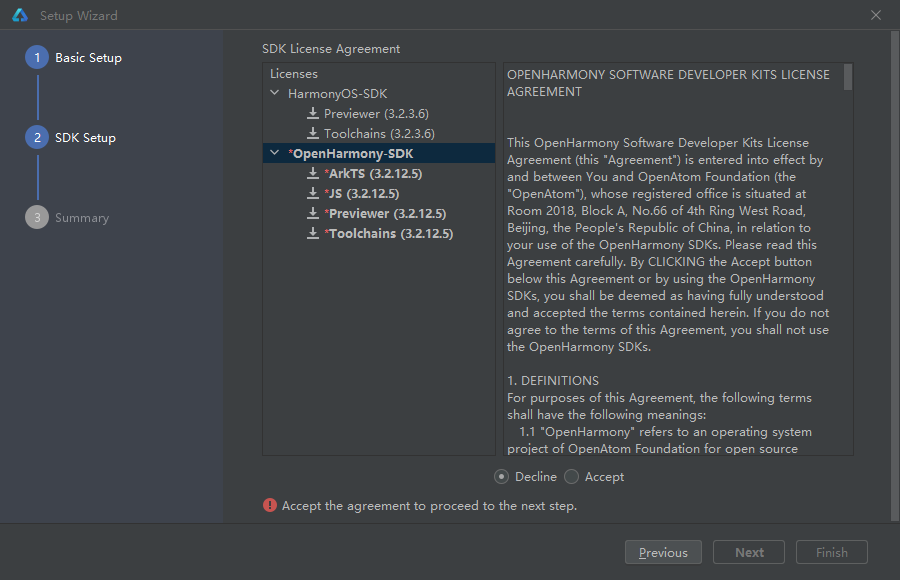 Setup Wizard
1 Basic Setup
2 SDK Setup
3 Summary
SDK License Agreement
Licenses
HarmonyOS-SDK
Previewer (3.2.3.6)
Toolchains (3.2.3.6)
*OpenHarmony-SDK
*ArkTS (3.2.12.5)
*JS (3.2.12.5)
*Previewer (3.2.12.5)
*Toolchains (3.2.12.5)
OPENHARMONY SOFTWARE DEVELOPER KITS LICENSE
AGREEMENT
This OpenHarmony Software Developer Kits License
Agreement (this "Agreement") is entered into effect by
and between You and OpenAtom Foundation (the
"OpenAtom"), whose registered office is situated at
Room 2018, Block A, No.66 of 4th Ring West Road,
Beijing, the People's Republic of China, in relation to
your use of the OpenHarmony SDKs. Please read this
Agreement carefully. By CLICKING the Accept button
below this Agreement or by using the OpenHarmony
SDKs, you shall be deemed as having fully understood
and accepted the terms contained herein. If you do not
agree to the terms of this Agreement, you shall not use
the OpenHarmony SDKs.
1. DEFINITIONS
For purposes of this Agreement, the following terms
shall have the following meanings:
1.1 "OpenHarmony" refers to an operating system
project of OpenAtom Foundation for open source
Decline
Accept
Accept the agreement to proceed to the next step.
Previous
Next
Finish